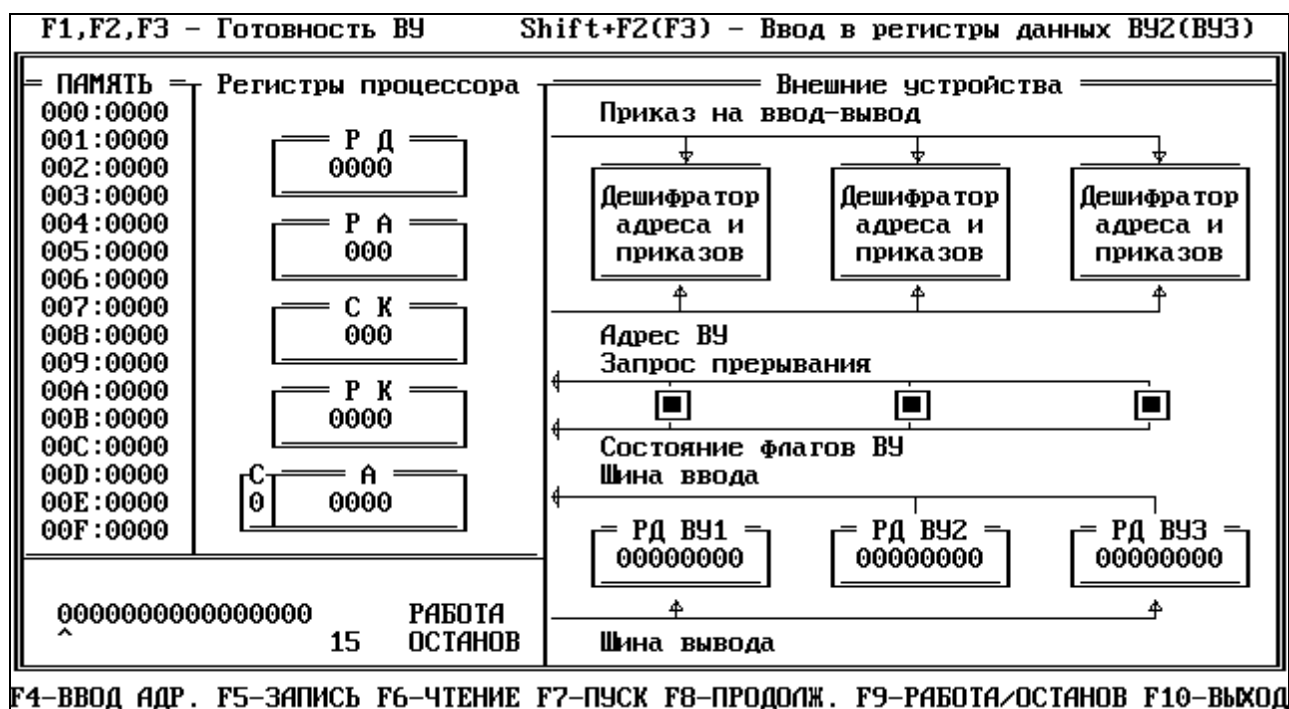 F1,F2,F3 – Готовность ВУ Shift+F2(F3) – Ввод в регистры данных ВУ2(ВУ3)
ПАМЯТЬ Регистры процессора Внешние устройства
000:0000
001:0000
002:0000
003:0000
004:0000
005:0000
006:0000
007:0000
008:0000
009:0000
00A:0000
00B:0000
00C:0000
00D:0000
00E:0000
00F:0000
Р Д
0000
Р А
000
С К
000
Р К
0000
С А
0 0000
Приказ на ввод-вывод
Дешифратор Дешифратор Дешифратор
адреса и адреса и адреса и
приказов приказов приказов
Адрес ВУ
Запрос прерывания
Состояние флагов ВУ
Шина ввода
РД ВУ1 РД ВУ2 РД ВУ3
00000000 00000000 00000000
Шина вывода
0000000000000000 РАБОТА
^ 15 ОСТАНОВ
F4-ВВОД АДР. F5-ЗАПИСЬ F6-ЧТЕНИЕ F7-ПУСК F8-ПРОДОЛЖ. F9-РАБОТА/ОСТАНОВ F10-ВЫХОД